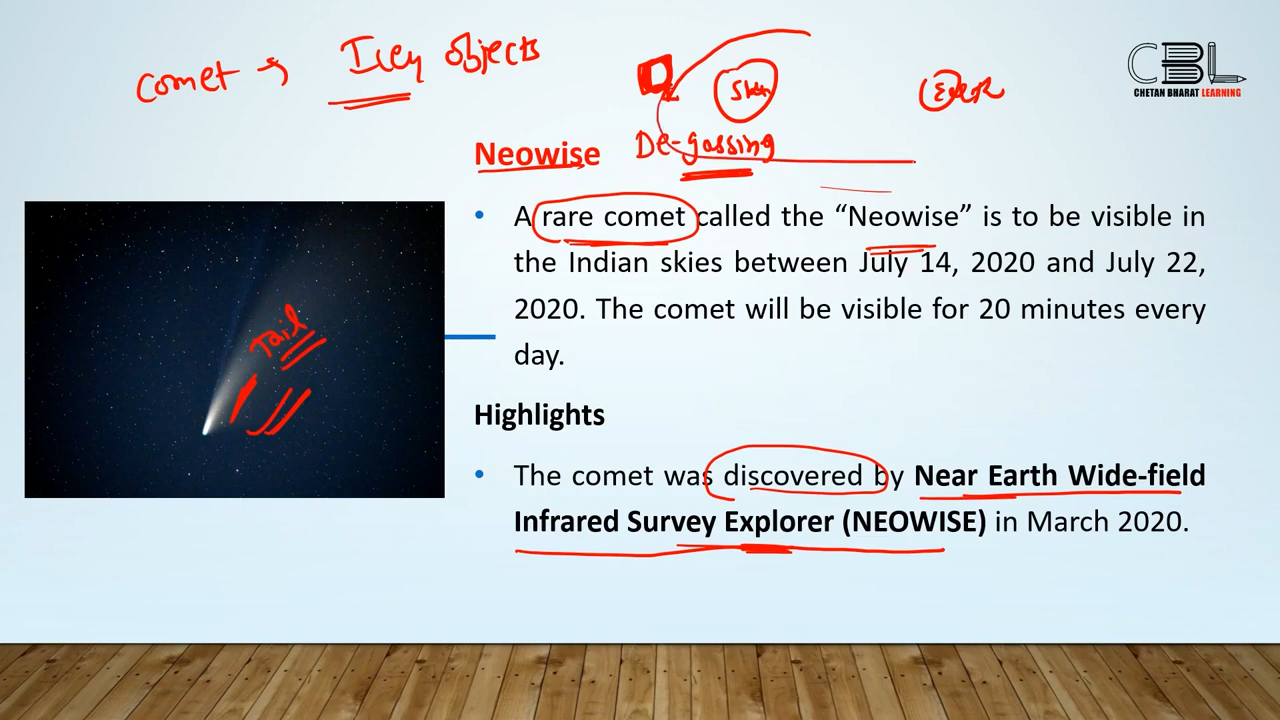 comet → Icey objects
CBL
CHETAN BHARAT LEARNING
Sun
De-gassing
Neowise
• A rare comet called the “Neowise” is to be visible in
the Indian skies between July 14, 2020 and July 22,
2020. The comet will be visible for 20 minutes every
day.
Tail
Highlights
• The comet was discovered by Near Earth Wide-field
Infrared Survey Explorer (NEOWISE) in March 2020.